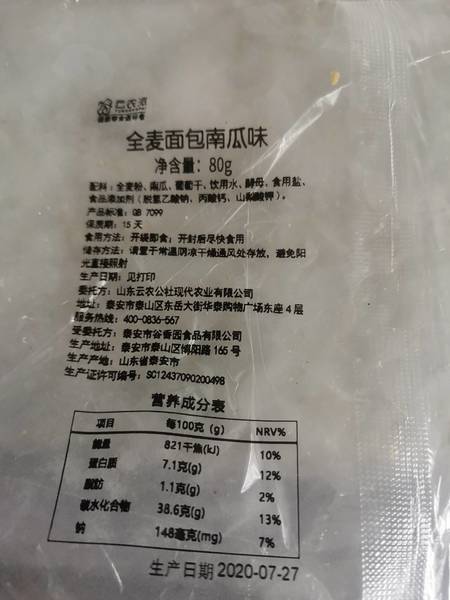 全麦面包南瓜味
净含量：80g
配料：全麦粉、南瓜、葡萄干、饮用水、酵母、食用盐、
食品添加剂（脱氢乙酸钠、丙酸钙、山梨酸钾）。
产品标准：QB 7099
保质期：15 天
食用方法：开袋即食；开封后尽快食用
储存方法：请置于常温阴凉干燥通风处存放，避免阳
光直接照射
生产日期：见打印
委托方：山东云农公社现代农业有限公司
地址：泰安市泰山区东岳大街华泰购物广场东座 4 层
服务热线：400-0836-567
受委托方：泰安市谷香园食品有限公司
生产地址：泰安市泰山区博阳路 165 号
生产产地：山东省泰安市
生产许可证编号：SC12437090200498
营养成分表
项目 每100克（g） NRV%
能量 821千焦(kJ) 10%
蛋白质 7.1克(g) 12%
脂肪 1.1克(g) 2%
碳水化合物 38.6克(g) 13%
钠 148毫克(mg) 7%
生产日期 2020-07-27